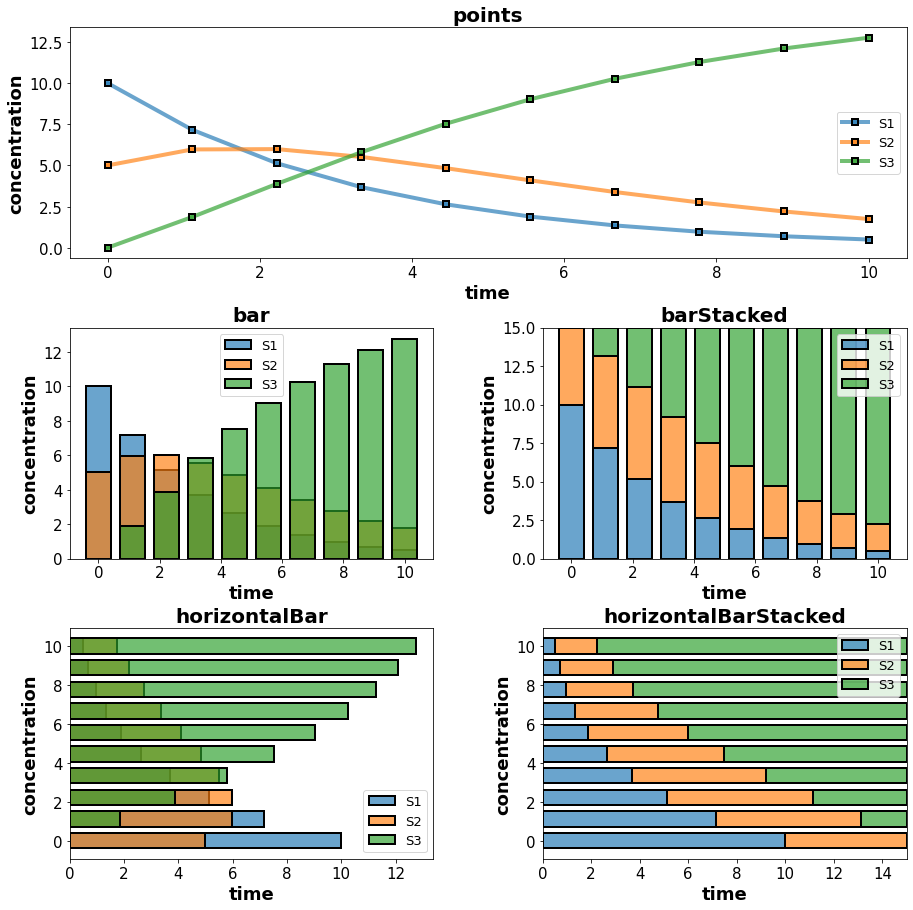 points
concentration
12.5
10.0
7.5
5.0
2.5
0.0
S1
S2
S3
0 2 4 6 8 10
time
bar
concentration
12
10
8
6
4
2
0
S1
S2
S3
0 2 4 6 8 10
time
barStacked
concentration
15.0
12.5
10.0
7.5
5.0
2.5
0.0
S1
S2
S3
0 2 4 6 8 10
time
horizontalBar
concentration
10
8
6
4
2
0
S1
S2
S3
0 2 4 6 8 10 12
time
horizontalBarStacked
concentration
10
8
6
4
2
0
S1
S2
S3
0 2 4 6 8 10 12 14
time